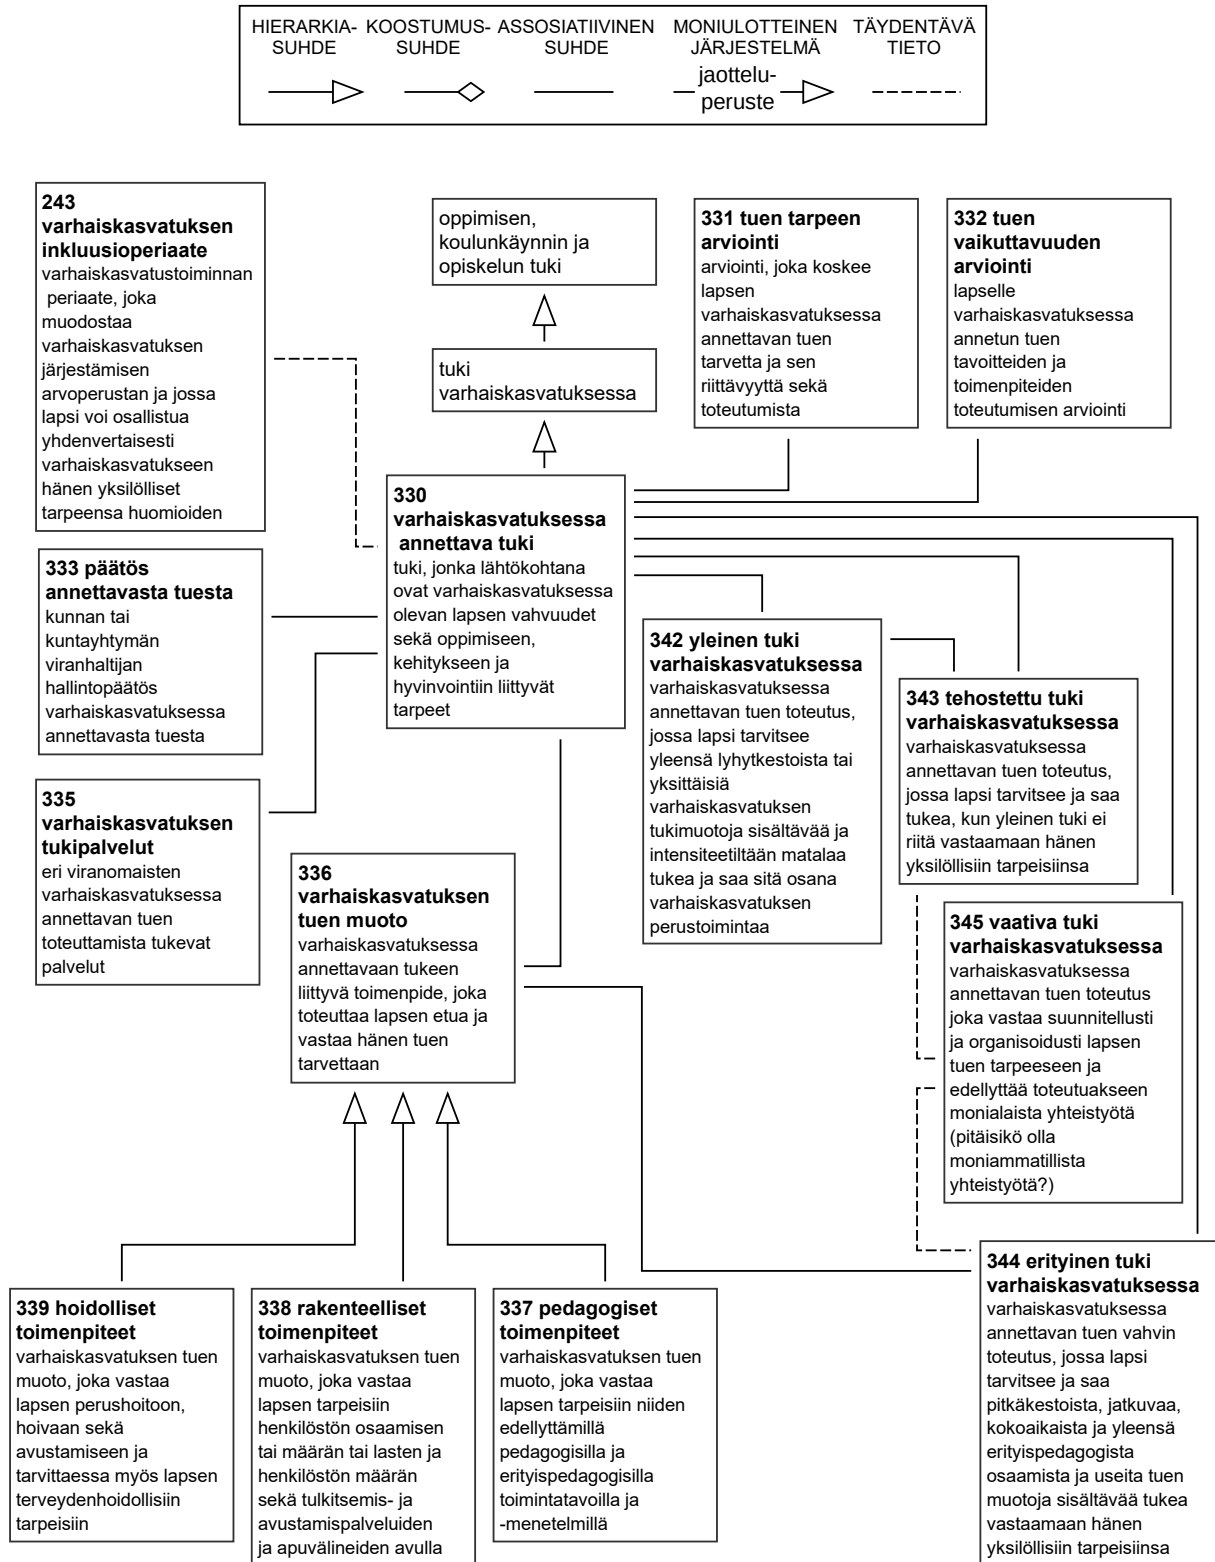 HIERARKIA-
SUHDE
KOOSTUMUS-
SUHDE
ASSOSIATIIVINEN
SUHDE
MONIULOTTEINEN
JÄRJESTELMÄ
jaottelu-
peruste
TÄYDENTÄVÄ
TIETO
243
varhaiskasvatuksen
inkluusioperiaate
varhaiskasvatustoiminnan
periaate, joka
muodostaa
varhaiskasvatuksen
järjestämisen
arvoperustan ja jossa
lapsi voi osallistua
yhdenvertaisesti
varhaiskasvatukseen
hänen yksilölliset
tarpeensa huomioiden
oppimisen,
koulunkäynnin ja
opiskelun tuki
331 tuen tarpeen
arviointi
arviointi, joka koskee
lapsen
varhaiskasvatuksessa
annettavan tuen
tarvetta ja sen
riittävyyttä sekä
toteutumista
332 tuen
vaikuttavuuden
arviointi
lapselle
varhaiskasvatuksessa
annetun tuen
tavoitteiden ja
toimenpiteiden
toteutumisen arviointi
tuki
varhaiskasvatuksessa
330
varhaiskasvatuksessa
annettava tuki
tuki, jonka lähtökohtana
ovat varhaiskasvatuksessa
olevan lapsen vahvuudet
sekä oppimiseen,
kehitykseen ja
hyvinvointiin liittyvät
tarpeet
333 päätös
annettavasta tuesta
kunnan tai
kuntayhtymän
viranhaltijan
hallintopäätös
varhaiskasvatuksessa
annettavasta tuesta
342 yleinen tuki
varhaiskasvatuksessa
varhaiskasvatuksessa
annettavan tuen toteutus,
jossa lapsi tarvitsee
yleensä lyhytkestoista tai
yksittäisiä
varhaiskasvatuksen
tukimuotoja sisältävää ja
intensiteetiltään matalaa
tukea ja saa sitä osana
varhaiskasvatuksen
perustoimintaa
343 tehostettu tuki
varhaiskasvatuksessa
varhaiskasvatuksessa
annettavan tuen toteutus,
jossa lapsi tarvitsee ja saa
tukea, kun yleinen tuki ei
riitä vastaamaan hänen
yksilöllisiin tarpeisiinsa
335
varhaiskasvatuksen
tukipalvelut
eri viranomaisten
varhaiskasvatuksessa
annettavan tuen
toteuttamista tukevat
palvelut
336
varhaiskasvatuksen
tuen muoto
varhaiskasvatuksessa
annettavaan tukeen
liittyvä toimenpide, joka
toteuttaa lapsen etua ja
vastaa hänen tuen
tarvettaan
345 vaativa tuki
varhaiskasvatuksessa
varhaiskasvatuksessa
annettavan tuen toteutus
joka vastaa suunnitellusti
ja organisoidusti lapsen
tuen tarpeeseen ja
edellyttää toteutuakseen
monialaista yhteistyötä
(pitäisikö olla
moniammatillista
yhteistyötä?)
339 hoidolliset
toimenpiteet
varhaiskasvatuksen tuen
muoto, joka vastaa
lapsen perushoitoon,
hoivaan sekä
avustamiseen ja
tarvittaessa myös lapsen
terveydenhoidollisiin
tarpeisiin
338 rakenteelliset
toimenpiteet
varhaiskasvatuksen tuen
muoto, joka vastaa
lapsen tarpeisiin
henkilöstön osaamisen
tai määrän tai lasten ja
henkilöstön määrän
sekä tulkitsemis- ja
avustamispalveluiden
ja apuvälineiden avulla
337 pedagogiset
toimenpiteet
varhaiskasvatuksen tuen
muoto, joka vastaa
lapsen tarpeisiin niiden
edellyttämillä
pedagogisilla ja
erityispedagogisilla
toimintatavoilla ja
-menetelmillä
344 erityinen tuki
varhaiskasvatuksessa
varhaiskasvatuksessa
annettavan tuen vahvin
toteutus, jossa lapsi
tarvitsee ja saa
pitkäkestoista, jatkuvaa,
kokoaikaista ja yleensä
erityispedagogista
osaamista ja useita tuen
muotoja sisältävää tukea
vastaamaan hänen
yksilöllisiin tarpeisiinsa